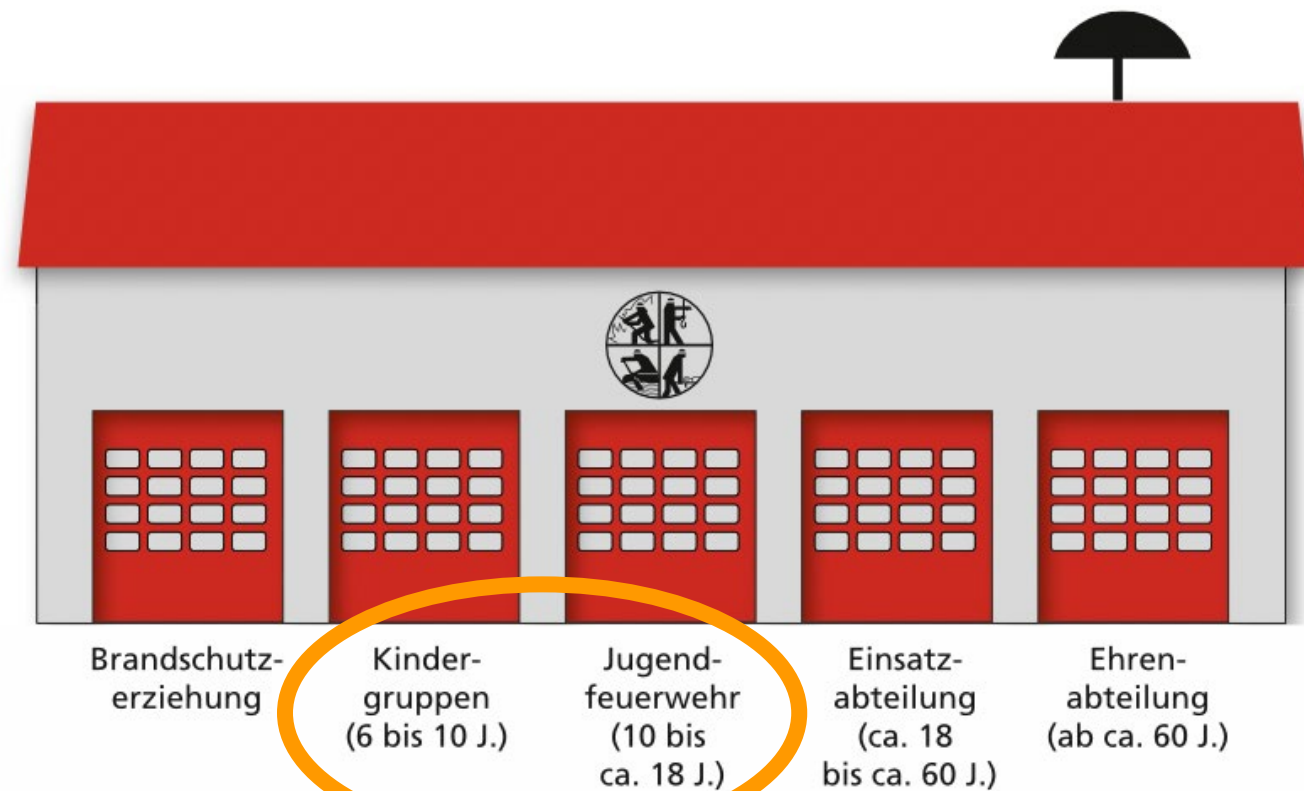 Brandschutz-
erziehung
Kinder-
gruppen
(6 bis 10 J.)
Jugend-
feuerwehr
(10 bis
ca. 18 J.)
Einsatz-
abteilung
(ca. 18
bis ca. 60 J.)
Ehren-
abteilung
(ab ca. 60 J.)